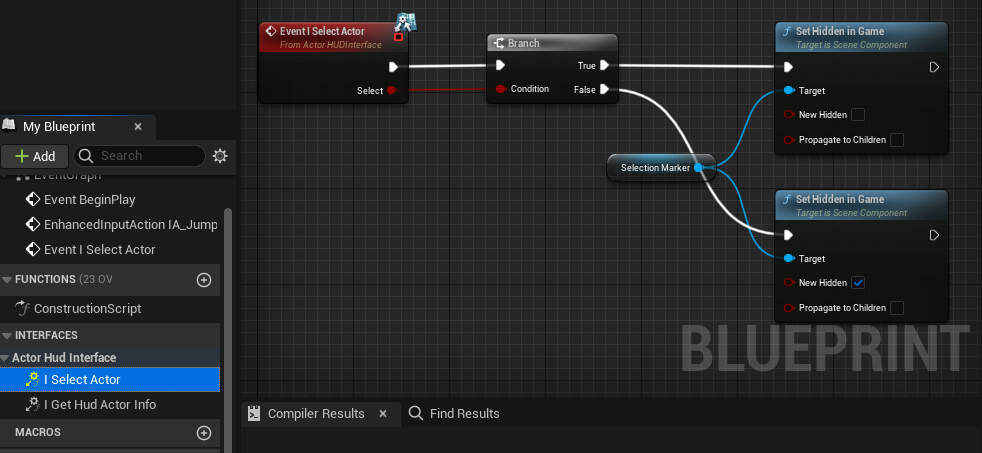 Event I Select Actor
From Actor HUDInterface
Select
Branch
True
Condition
False
Set Hidden in Game
Target is Scene Component
Target
New Hidden
Propagate to Children
Selection Marker
Set Hidden in Game
Target is Scene Component
Target
New Hidden
Propagate to Children
BLUEPRINT
My Blueprint
Add
Search
EventGraph
Event BeginPlay
EnhancedInputAction IA_Jump
Event I Select Actor
FUNCTIONS (23 OV
ConstructionScript
INTERFACES
Actor Hud Interface
I Select Actor
I Get Hud Actor Info
MACROS
Compiler Results
Find Results